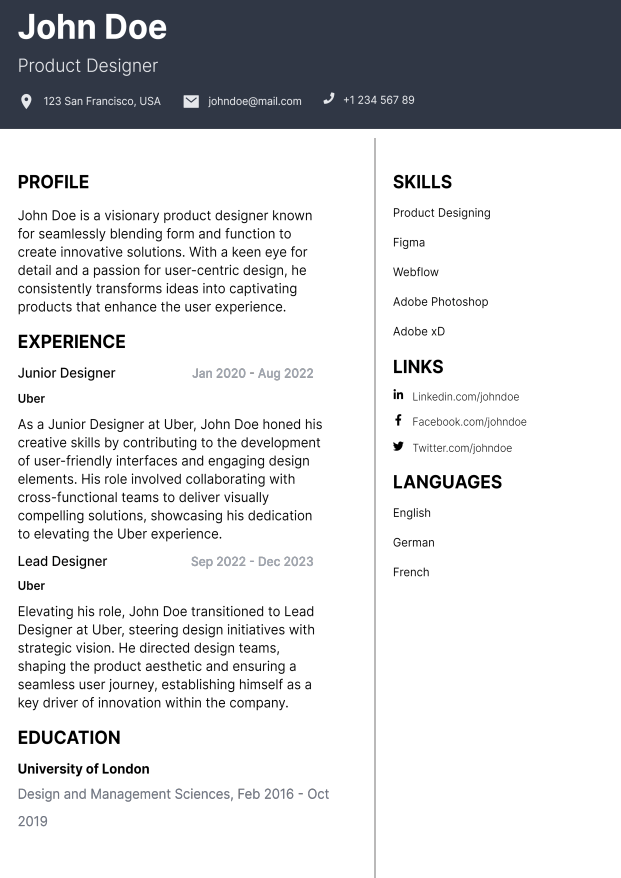 John Doe
Product Designer
123 San Francisco, USA johndoe@mail.com +1 234 567 89
PROFILE
John Doe is a visionary product designer known
for seamlessly blending form and function to
create innovative solutions. With a keen eye for
detail and a passion for user-centric design, he
consistently transforms ideas into captivating
products that enhance the user experience.
EXPERIENCE
Junior Designer Jan 2020 - Aug 2022
Uber
As a Junior Designer at Uber, John Doe honed his
creative skills by contributing to the development
of user-friendly interfaces and engaging design
elements. His role involved collaborating with
cross-functional teams to deliver visually
compelling solutions, showcasing his dedication
to elevating the Uber experience.
Lead Designer Sep 2022 - Dec 2023
Uber
Elevating his role, John Doe transitioned to Lead
Designer at Uber, steering design initiatives with
strategic vision. He directed design teams,
shaping the product aesthetic and ensuring a
seamless user journey, establishing himself as a
key driver of innovation within the company.
EDUCATION
University of London
Design and Management Sciences, Feb 2016 - Oct
2019
SKILLS
Product Designing
Figma
Webflow
Adobe Photoshop
Adobe xD
LINKS
Linkedin.com/johndoe
Facebook.com/johndoe
Twitter.com/johndoe
LANGUAGES
English
German
French